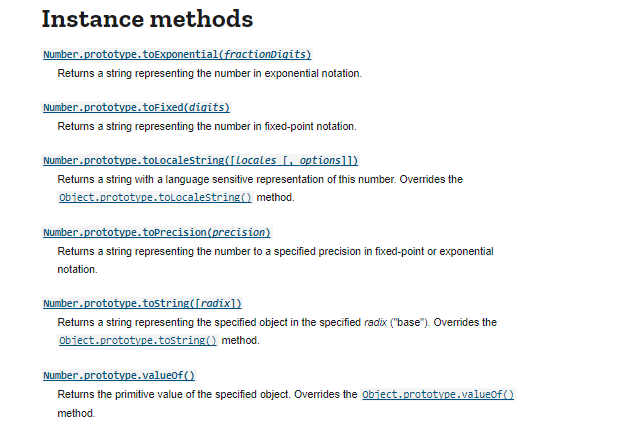 Instance methods
Number.prototype.toExponential(fractionDigits)
Returns a string representing the number in exponential notation.
Number.prototype.toFixed(digits)
Returns a string representing the number in fixed-point notation.
Number.prototype.toLocaleString([locales [, options]])
Returns a string with a language sensitive representation of this number. Overrides the
Object.prototype.toLocaleString() method.
Number.prototype.toPrecision(precision)
Returns a string representing the number to a specified precision in fixed-point or exponential
notation.
Number.prototype.toString([radix])
Returns a string representing the specified object in the specified radix ("base"). Overrides the
Object.prototype.toString() method.
Number.prototype.valueOf()
Returns the primitive value of the specified object. Overrides the Object.prototype.valueOf()
method.